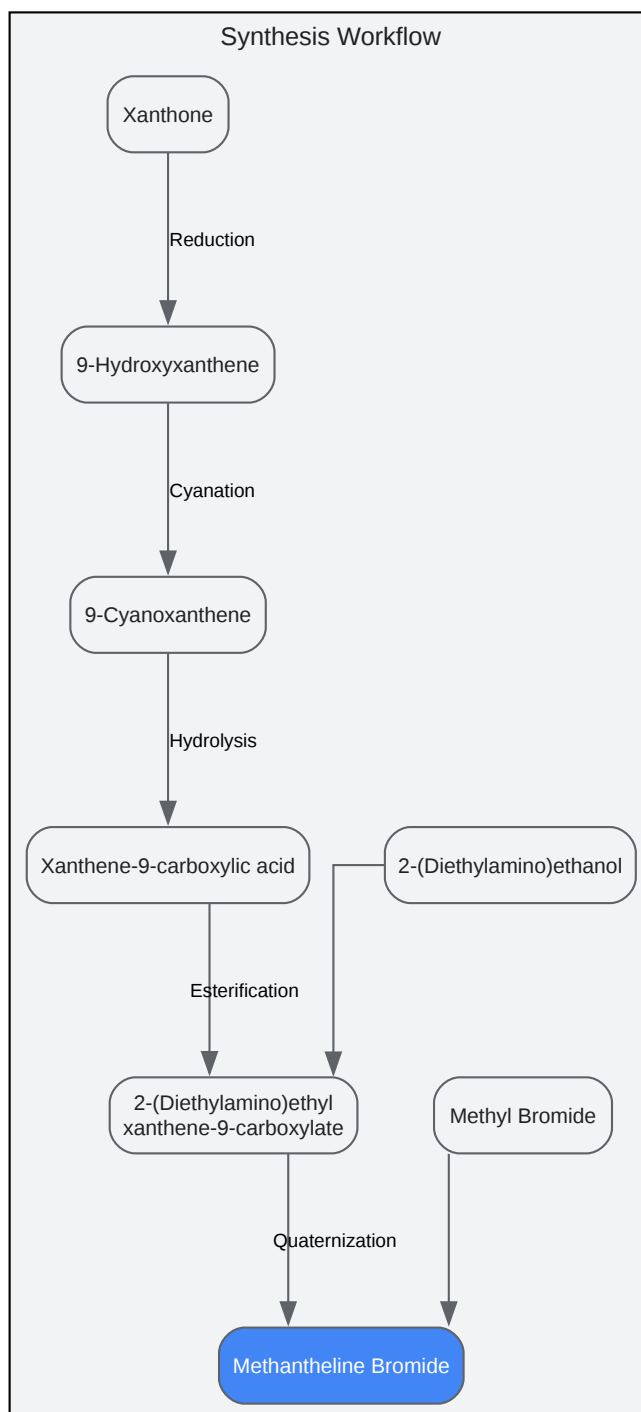 Synthesis Workflow
Xanthone
Reduction
9-Hydroxyxanthene
Cyanation
9-Cyanoxanthene
Hydrolysis
Xanthene-9-carboxylic acid
2-(Diethylamino)ethanol
Esterification
2-(Diethylamino)ethyl
xanthene-9-carboxylate
Methyl Bromide
Quaternization
Methantheline Bromide